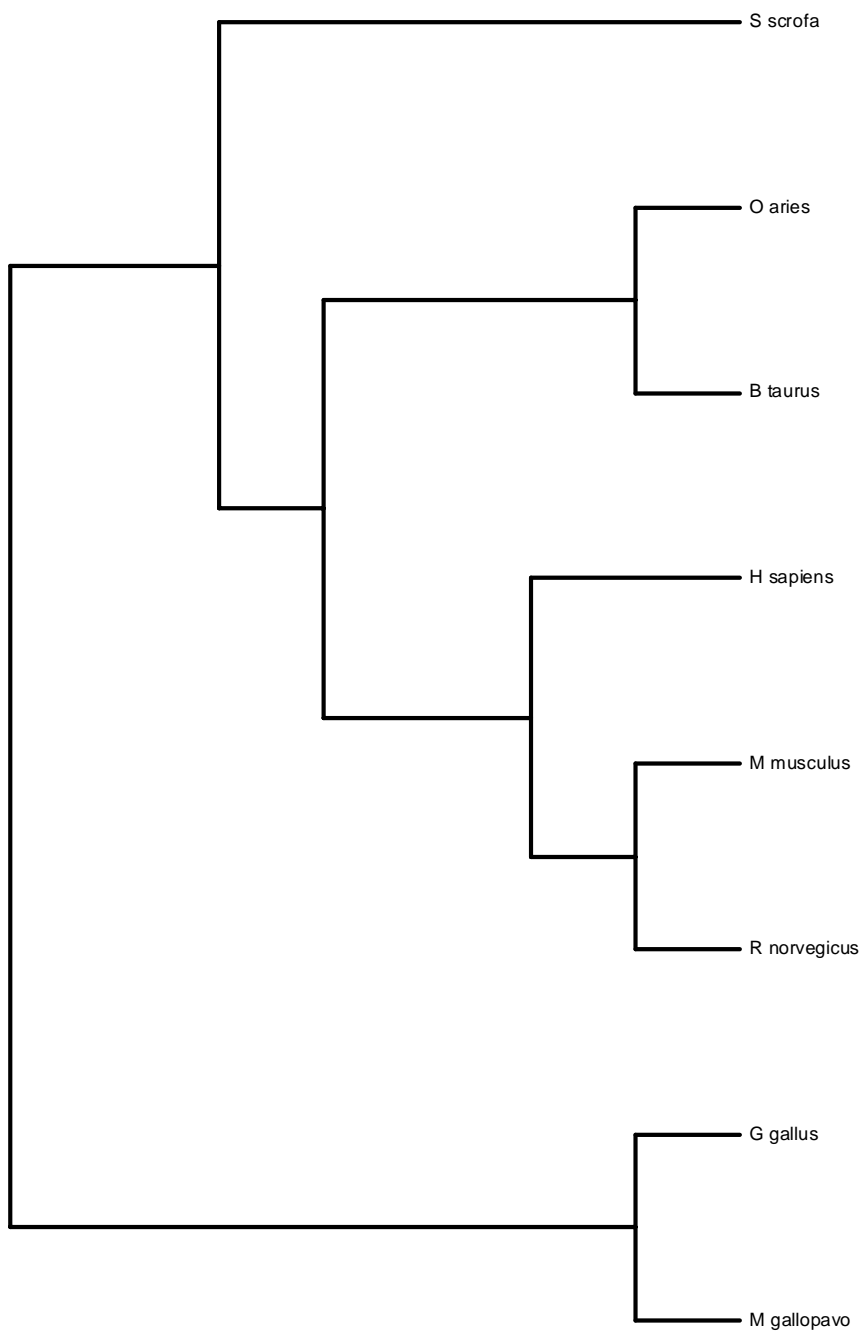 S scrofa
O aries
B taurus
H sapiens
M musculus
R norvegicus
G gallus
M gallopavo